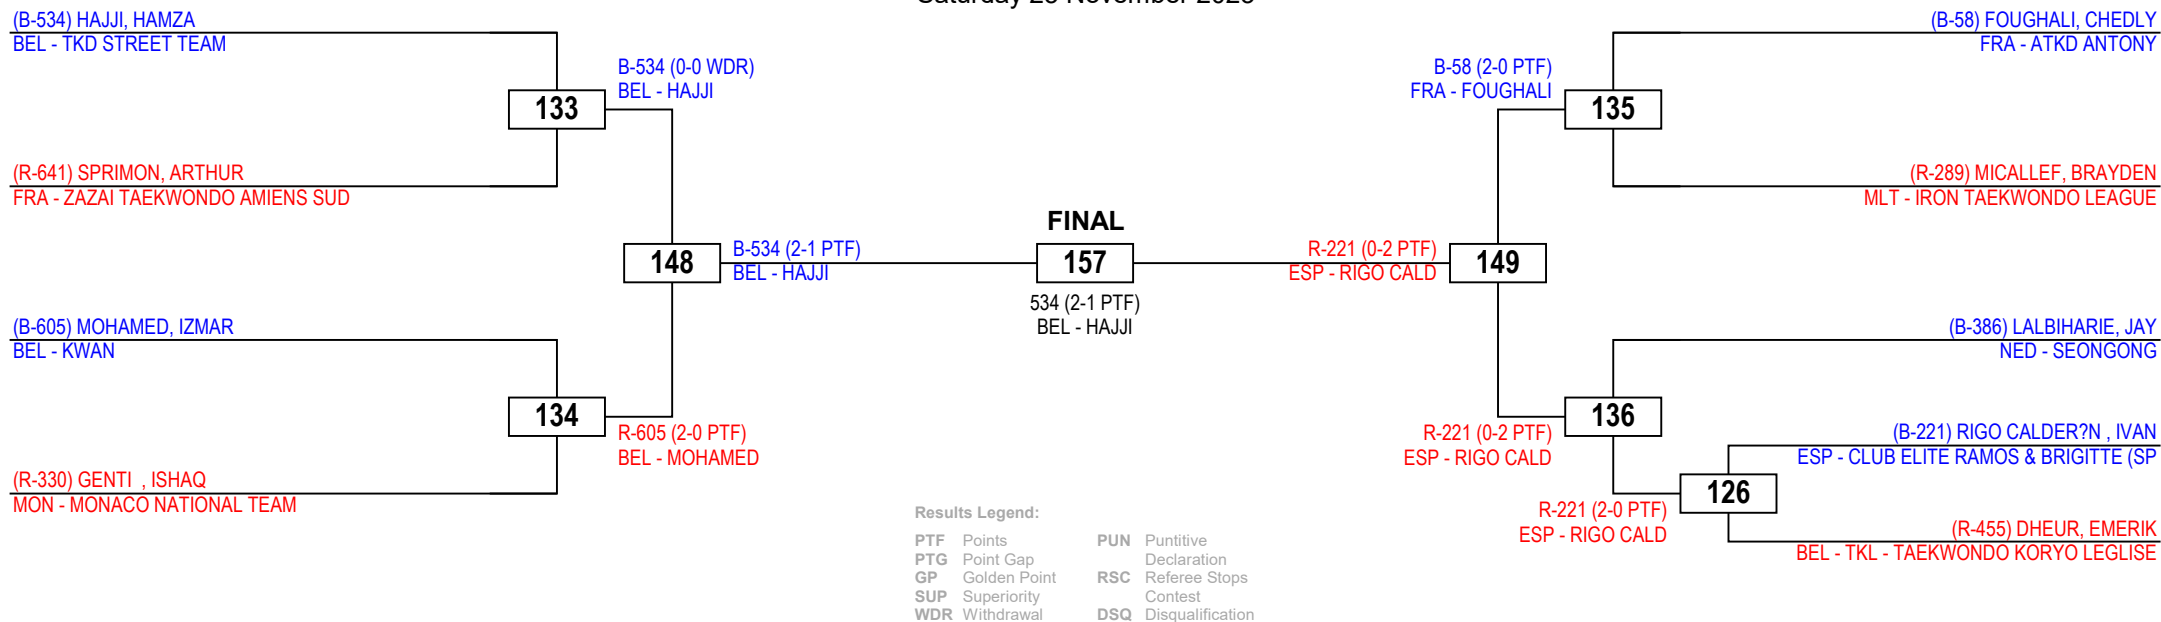 (B-534) HAJJI, HAMZA
BEL - TKD STREET TEAM
B-534 (0-0 WDR)
BEL - HAJJI
133
(R-641) SPRIMON, ARTHUR
FRA - ZAZAI TAEKWONDO AMIENS SUD
148
B-534 (2-1 PTF)
BEL - HAJJI
(B-605) MOHAMED, IZMAR
BEL - KWAN
134
R-605 (2-0 PTF)
BEL - MOHAMED
(R-330) GENTI , ISHAQ
MON - MONACO NATIONAL TEAM
FINAL
157
534 (2-1 PTF)
BEL - HAJJI
(B-58) FOUGHALI, CHEDLY
FRA - ATKD ANTONY
B-58 (2-0 PTF)
FRA - FOUGHALI
135
(R-289) MICALLEF, BRAYDEN
MLT - IRON TAEKWONDO LEAGUE
R-221 (0-2 PTF)
ESP - RIGO CALD
149
(B-386) LALBIHARIE, JAY
NED - SEONGONG
136
R-221 (0-2 PTF)
ESP - RIGO CALD
(B-221) RIGO CALDER?N , IVAN
ESP - CLUB ELITE RAMOS & BRIGITTE (SP
126
R-221 (2-0 PTF)
ESP - RIGO CALD
(R-455) DHEUR, EMERIK
BEL - TKL - TAEKWONDO KORYO LEGLISE
Results Legend:
PTF Points
PTG Point Gap
GP Golden Point
SUP Superiority
WDR Withdrawal
PUN Puntitive
Declaration
RSC Referee Stops
Contest
DSQ Disqualification